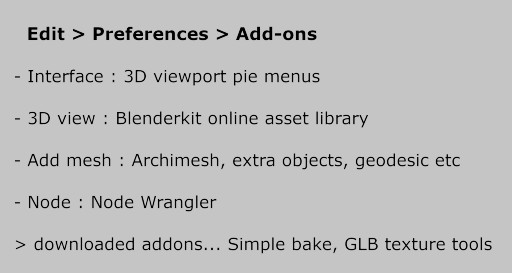 Edit > Preferences > Add-ons
- Interface : 3D viewport pie menus
- 3D view : Blenderkit online asset library
- Add mesh : Archimesh, extra objects, geodesic etc
- Node : Node Wrangler
> downloaded addons... Simple bake, GLB texture tools